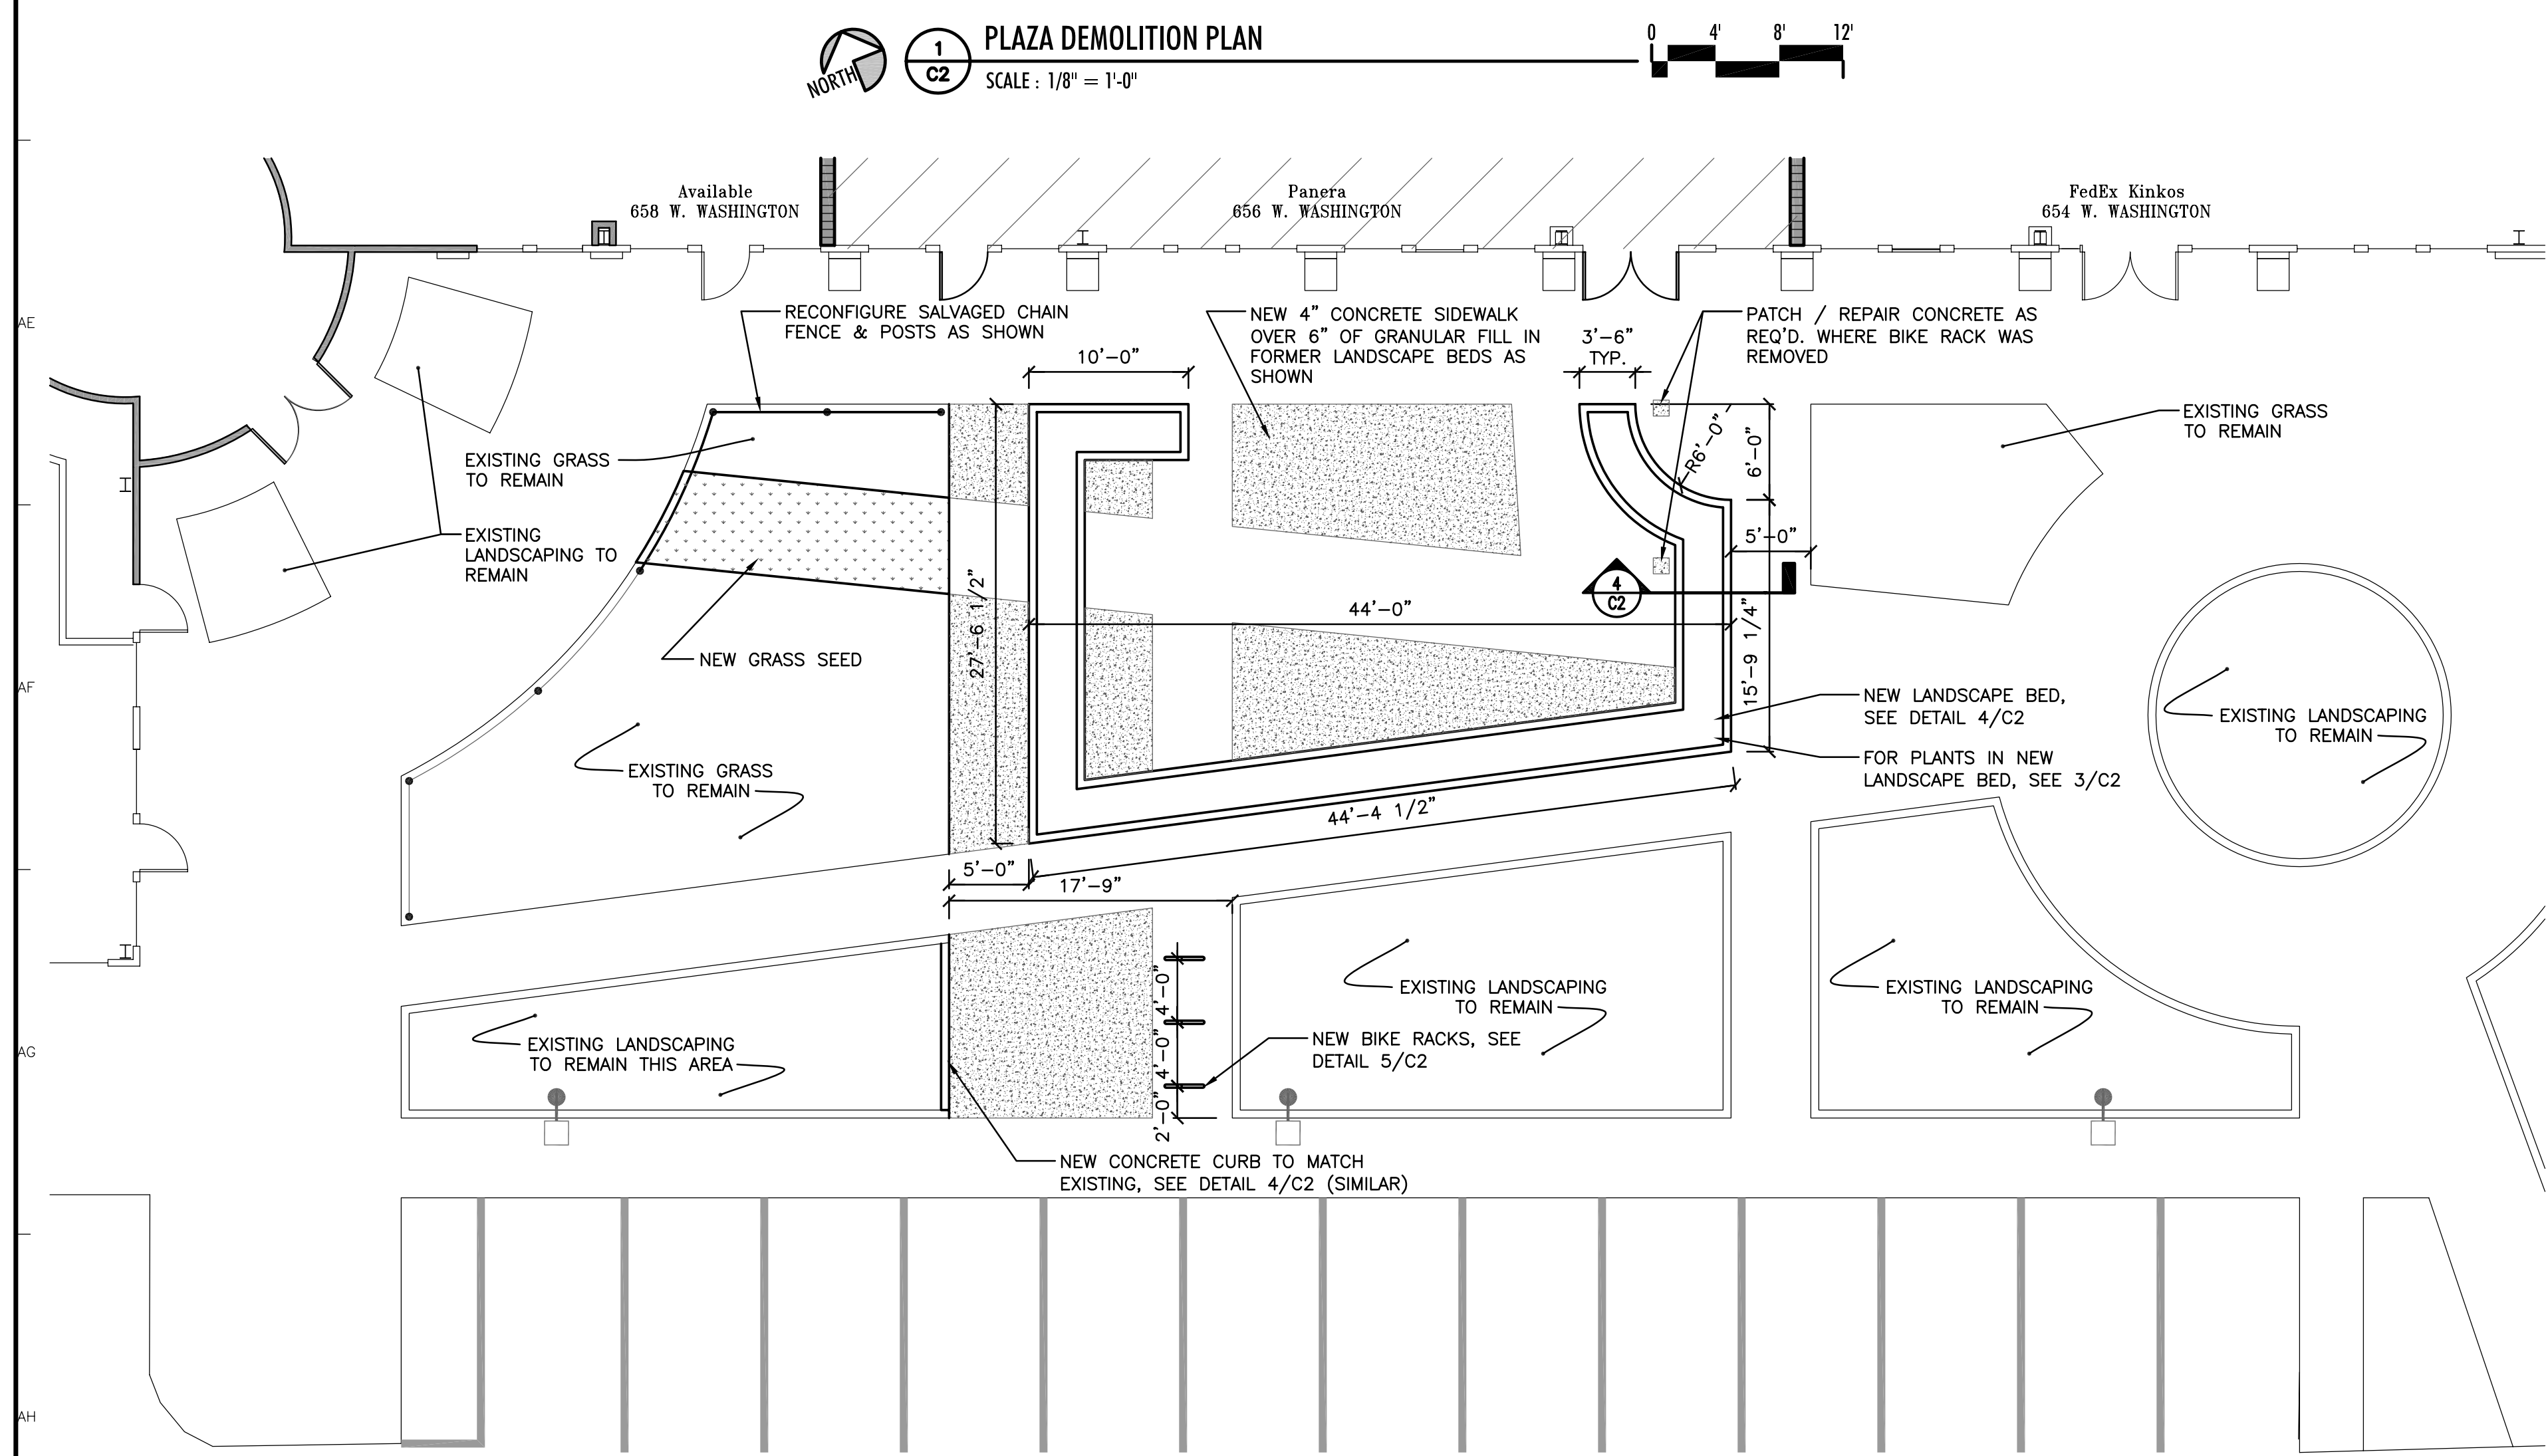 1
C2
PLAZA DEMOLITION PLAN
SCALE : 1/8" = 1'-0"
NORTH
0 4' 8' 12'
Available
658 W. WASHINGTON
Panera
656 W. WASHINGTON
FedEx Kinkos
654 W. WASHINGTON
AE
AF
AG
AH
RECONFIGURE SALVAGED CHAIN
FENCE & POSTS AS SHOWN
NEW 4" CONCRETE SIDEWALK
OVER 6" OF GRANULAR FILL IN
FORMER LANDSCAPE BEDS AS
SHOWN
PATCH / REPAIR CONCRETE AS
REQ'D. WHERE BIKE RACK WAS
REMOVED
10'-0"
3'-6"
TYP.
R6'-0"
6'-0"
5'-0"
EXISTING GRASS
TO REMAIN
EXISTING GRASS
TO REMAIN
EXISTING
LANDSCAPING TO
REMAIN
NEW GRASS SEED
27'-6 1/2"
44'-0"
4
C2
15'-9 1/4"
NEW LANDSCAPE BED,
SEE DETAIL 4/C2
FOR PLANTS IN NEW
LANDSCAPE BED, SEE 3/C2
EXISTING LANDSCAPING
TO REMAIN
EXISTING GRASS
TO REMAIN
44'-4 1/2"
5'-0"
17'-9"
4'-0"
4'-0"
2'-0"
EXISTING LANDSCAPING
TO REMAIN
EXISTING LANDSCAPING
TO REMAIN
NEW BIKE RACKS, SEE
DETAIL 5/C2
EXISTING LANDSCAPING
TO REMAIN THIS AREA
NEW CONCRETE CURB TO MATCH
EXISTING, SEE DETAIL 4/C2 (SIMILAR)